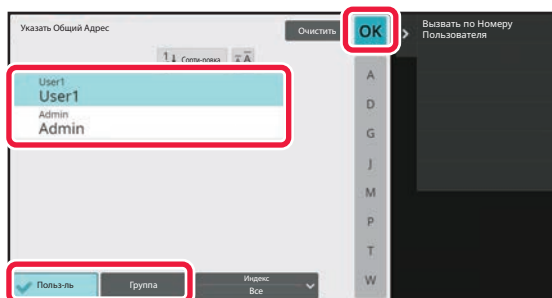 Указать Общий Адрес
Очистить
OK
Вызвать по Номеру
Пользователя
Сорти-ровка
User1
User1
Admin
Admin
A
D
G
J
M
P
T
W
Польз-ль
Группа
Индекс
Все